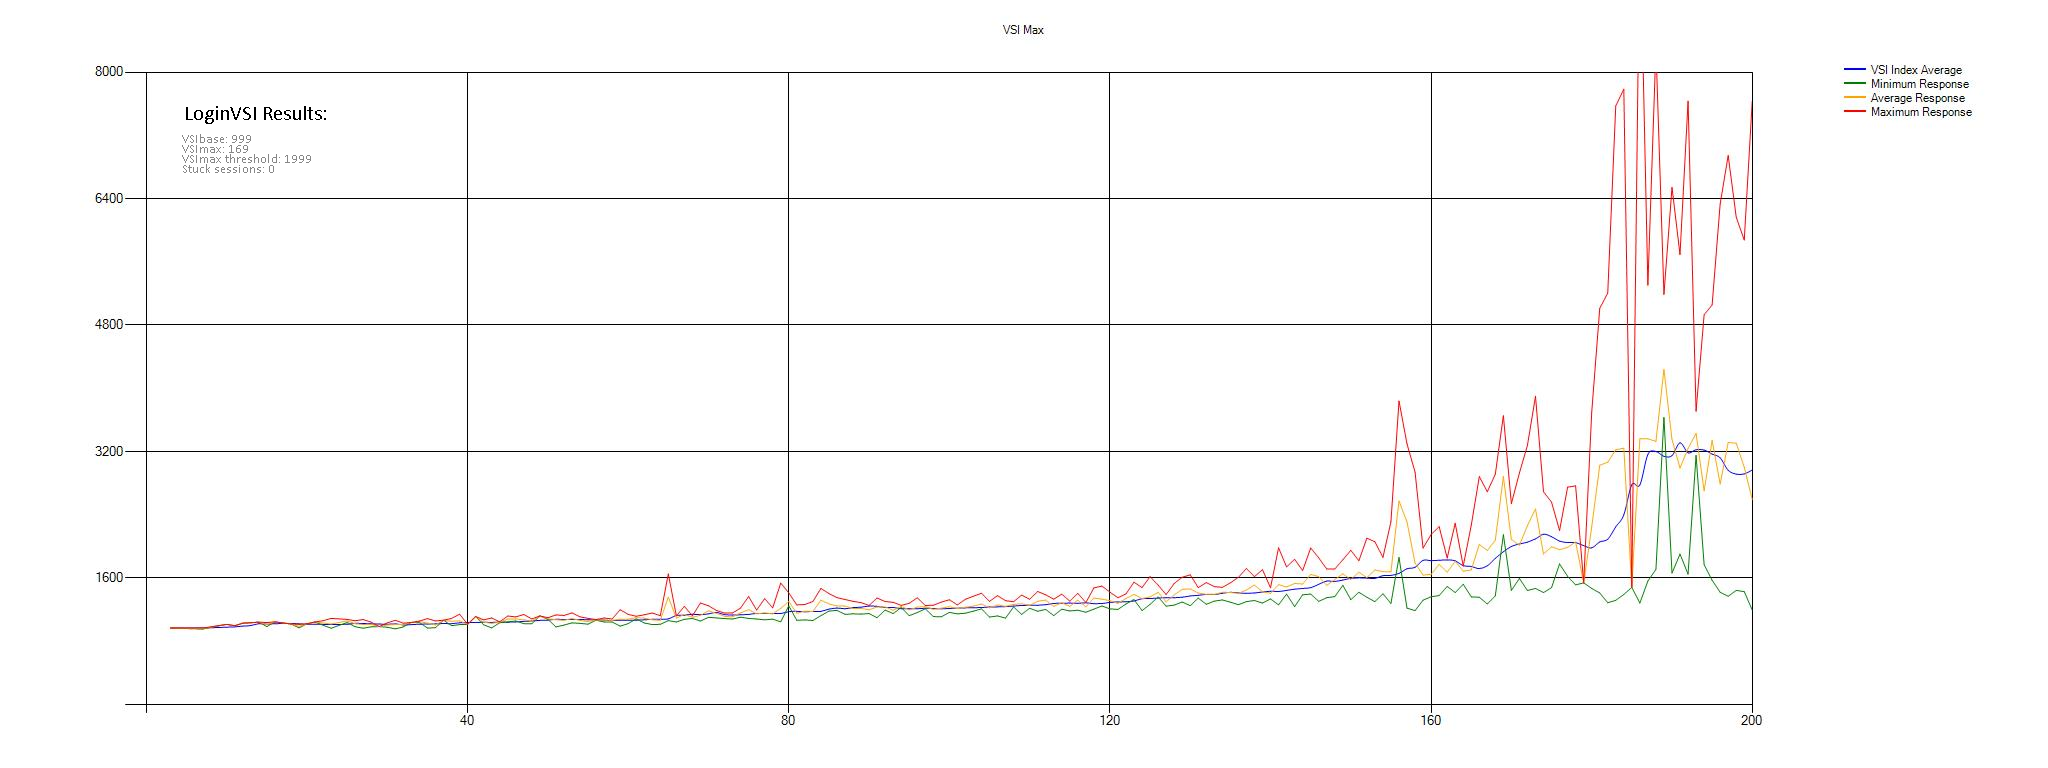 VSI Max
8000
6400
4800
3200
1600
40
80
120
160
200
LoginVSI Results:
VSIbase: 999
VSImax: 169
VSImax threshold: 1999
Stuck sessions: 0
VSI Index Average
Minimum Response
Average Response
Maximum Response